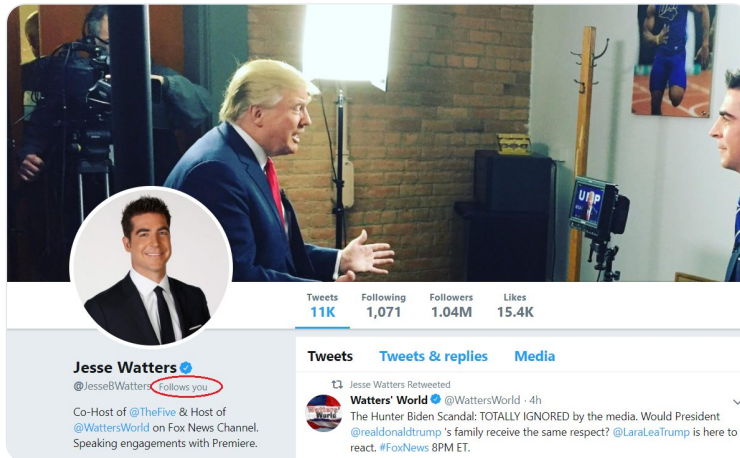 Tweets Following Followers Likes
11K 1,071 1.04M 15.4K
Jesse Watters
@JesseBWatters Follows you
Co-Host of @TheFive & Host of
@WattersWorld on Fox News Channel.
Speaking engagements with Premiere.
Tweets Tweets & replies Media
Jesse Watters Retweeted
Watters' World @WattersWorld · 4h
The Hunter Biden Scandal: TOTALLY IGNORED by the media. Would President
@realdonaldtrump 's family receive the same respect? @LaraLeaTrump is here to
react. #FoxNews 8PM ET.
Watters'
World